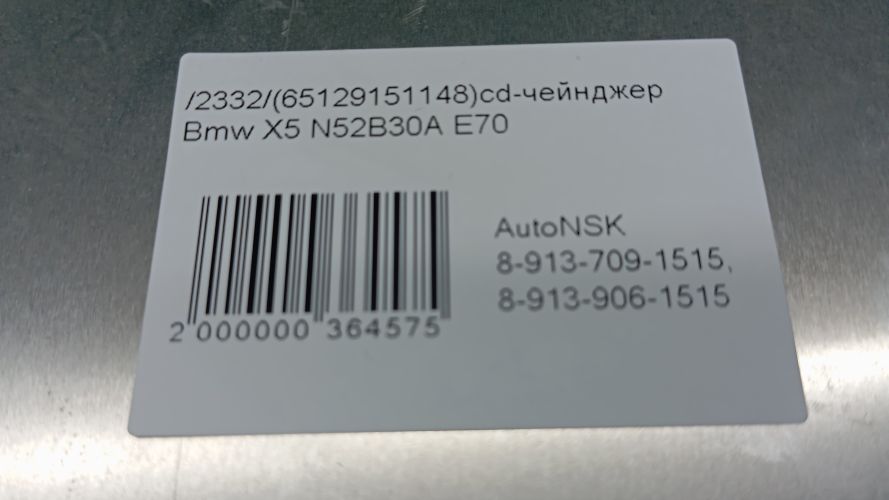 /2332/(65129151148)cd-чейнджер
Bmw X5 N52B30A E70
AutoNSK
8-913-709-1515,
8-913-906-1515
2 000000 364575